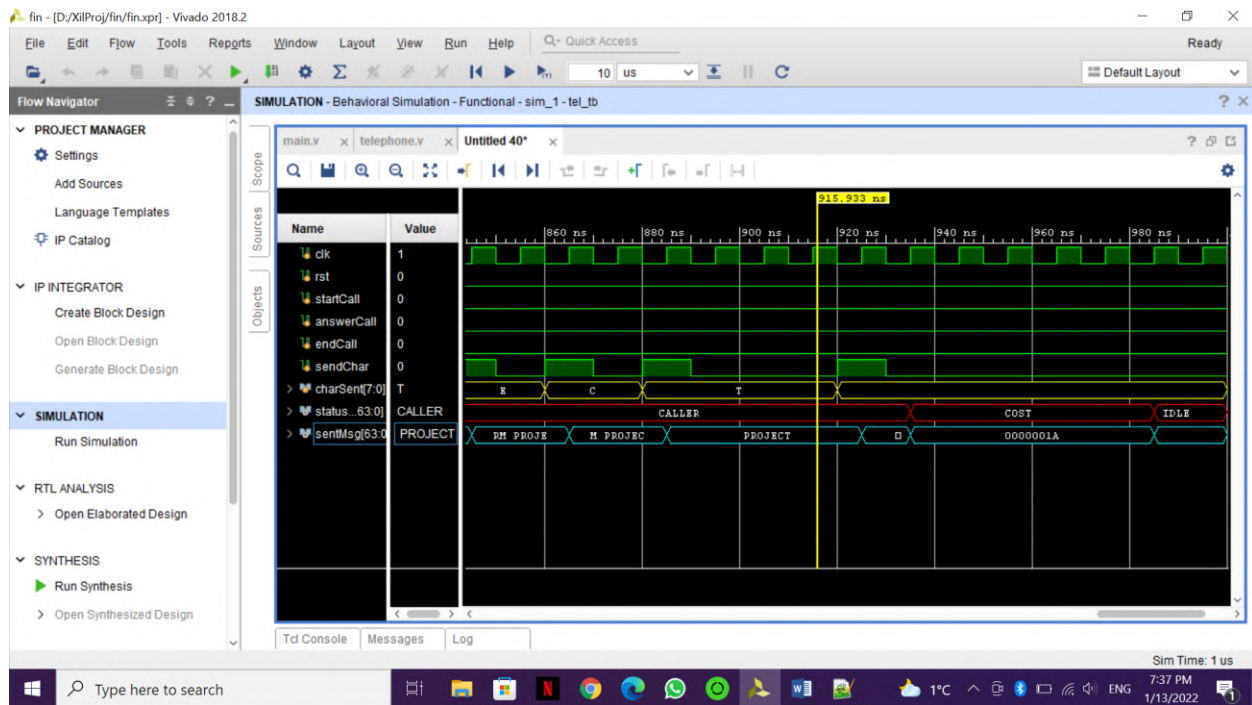 fin - [D:/XilProj/fin/fin.xpr] - Vivado 2018.2
File Edit Flow Tools Reports Window Layout View Run Help Quick Access Ready
10 us Default Layout
Flow Navigator
SIMULATION - Behavioral Simulation - Functional - sim_1 - tel_tb
PROJECT MANAGER
Settings
Add Sources
Language Templates
IP Catalog
IP INTEGRATOR
Create Block Design
Open Block Design
Generate Block Design
SIMULATION
Run Simulation
RTL ANALYSIS
Open Elaborated Design
SYNTHESIS
Run Synthesis
Open Synthesized Design
Scope
Sources
Objects
main.v telephone.v Untitled 40*
915.933 ns
Name Value 860 ns 880 ns 900 ns 920 ns 940 ns 960 ns 980 ns
clk 1
rst 0
startCall 0
answerCall 0
endCall 0
sendChar 0
charSent[7:0] T E C T
status...63:0] CALLER CALLER COST IDLE
sentMsg[63:0 PROJECT RM PROJE M PROJEC PROJECT 0000001A
Tcl Console Messages Log
Sim Time: 1 us
Type here to search 1°C ENG 7:37 PM
1/13/2022
1